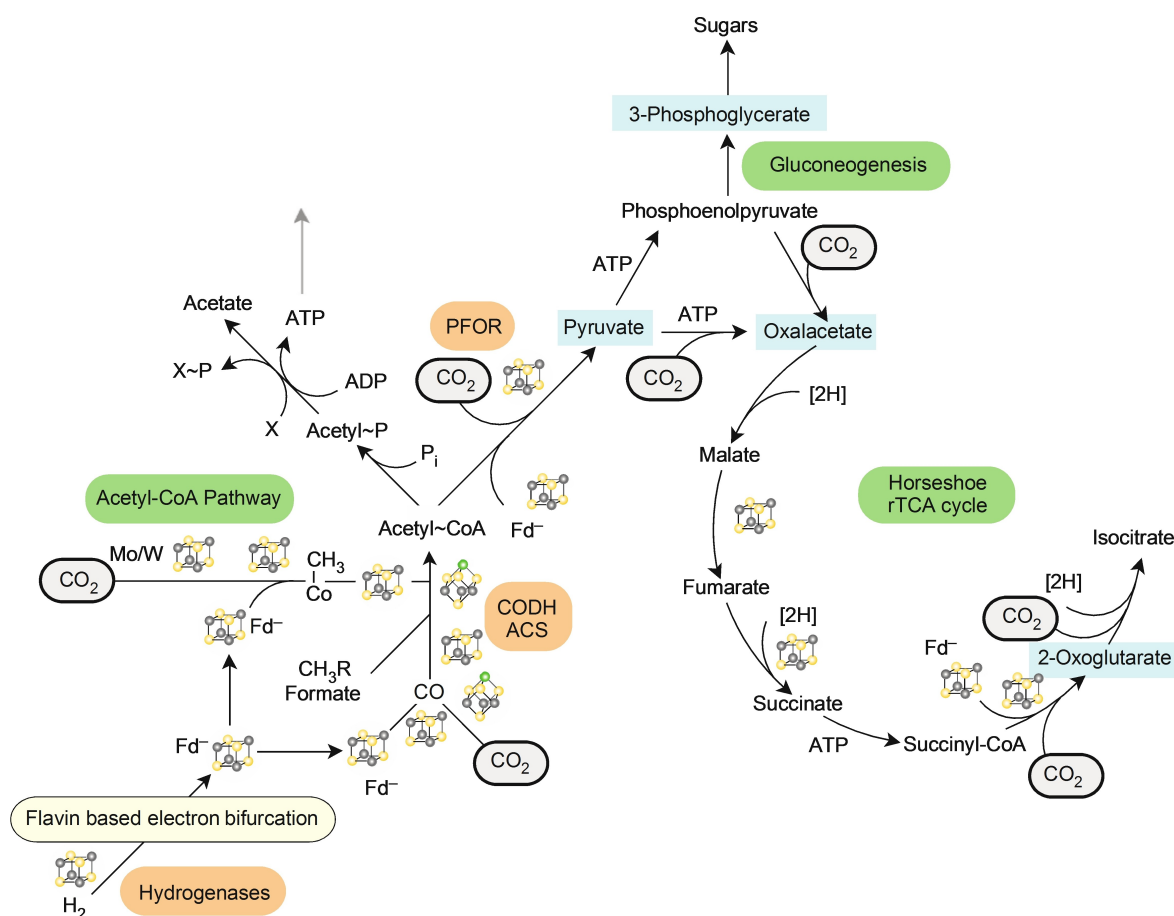 Sugars
3-Phosphoglycerate
Gluconeogenesis
Phosphoenolpyruvate
CO2
ATP
Acetate
ATP
PFOR
Pyruvate
ATP
Oxalacetate
X~P
ADP
CO2
CO2
[2H]
X
Acetyl~P
Pi
Malate
Acetyl-CoA Pathway
Horseshoe
rTCA cycle
Acetyl~CoA
Fd–
Isocitrate
Mo/W
CH3
CO2
Co
Fumarate
[2H]
Fd–
CODH
ACS
[2H]
CO2
CH3R
Formate
Fd–
2-Oxoglutarate
CO
Succinate
Fd–
ATP
Succinyl-CoA
CO2
Fd–
CO2
Flavin based electron bifurcation
Hydrogenases
H2